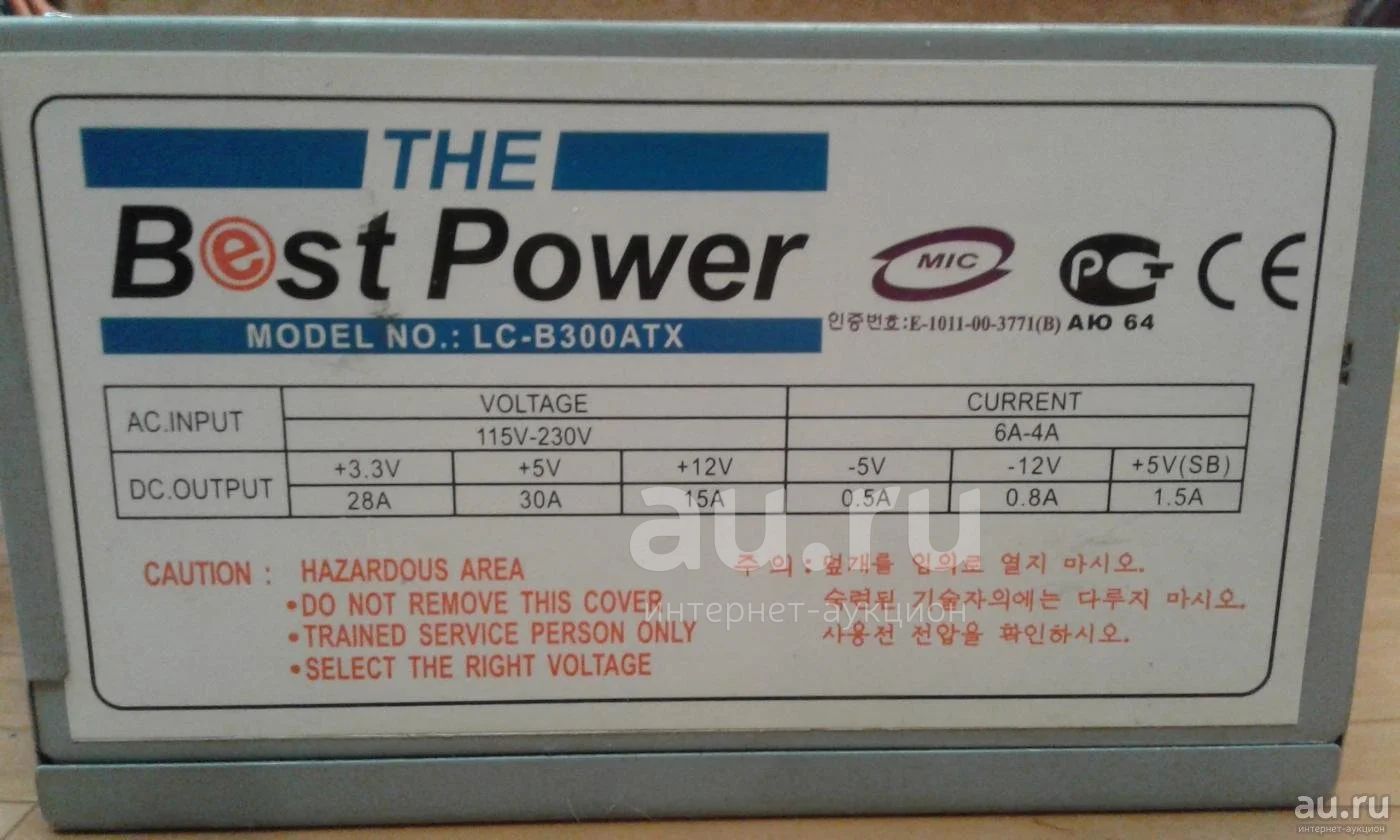 THE
Best Power
MODEL NO.: LC-B300ATX
MIC
РСТ
CE
인증번호:E-1011-00-3771(B) АЮ 64
AC.INPUT VOLTAGE CURRENT
115V-230V 6A-4A
DC.OUTPUT +3.3V +5V +12V -5V -12V +5V(SB)
28A 30A 15A 0.5A 0.8A 1.5A
CAUTION : HAZARDOUS AREA
•DO NOT REMOVE THIS COVER
•TRAINED SERVICE PERSON ONLY
•SELECT THE RIGHT VOLTAGE
주 의 : 덮개를 임의로 열지 마시오.
숙련된 기술자의에는 다루지 마시오.
사용전 전압을 확인하시오.
au.ru
интернет-аукцион
au.ru
интернет-аукцион